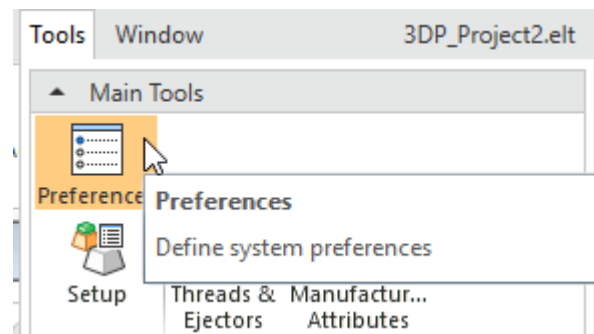 Tools Window 3DP_Project2.elt
Main Tools
Preference
Preferences
Define system preferences
Setup Threads & Manufactur...
Ejectors Attributes